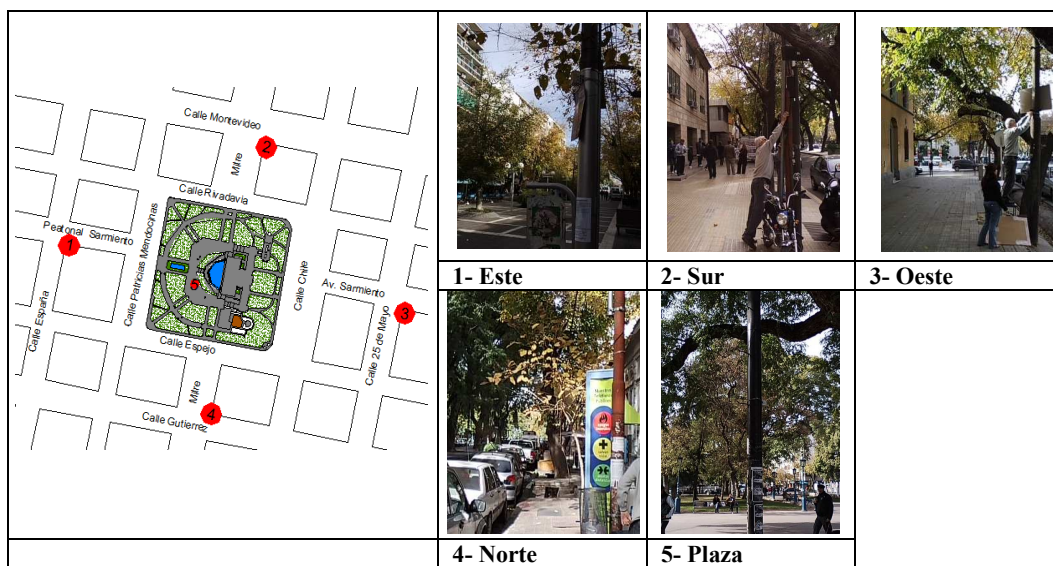 Calle Montevideo
2
Mitre
Calle Rivadavia
Peatonal Sarmiento
1
Calle Patricias Mendocinas
5
Calle Chile
Av. Sarmiento
3
Calle España
Calle 25 de Mayo
Calle Espejo
Mitre
4
Calle Gutierrez
1- Este
2- Sur
3- Oeste
4- Norte
5- Plaza